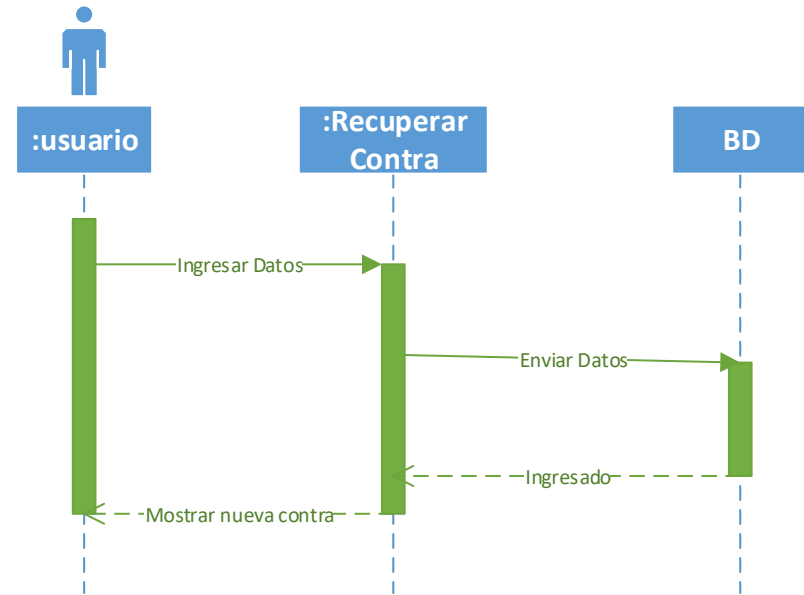 :usuario
:Recuperar
Contra
BD
Ingresar Datos
Enviar Datos
Ingresado
Mostrar nueva contra